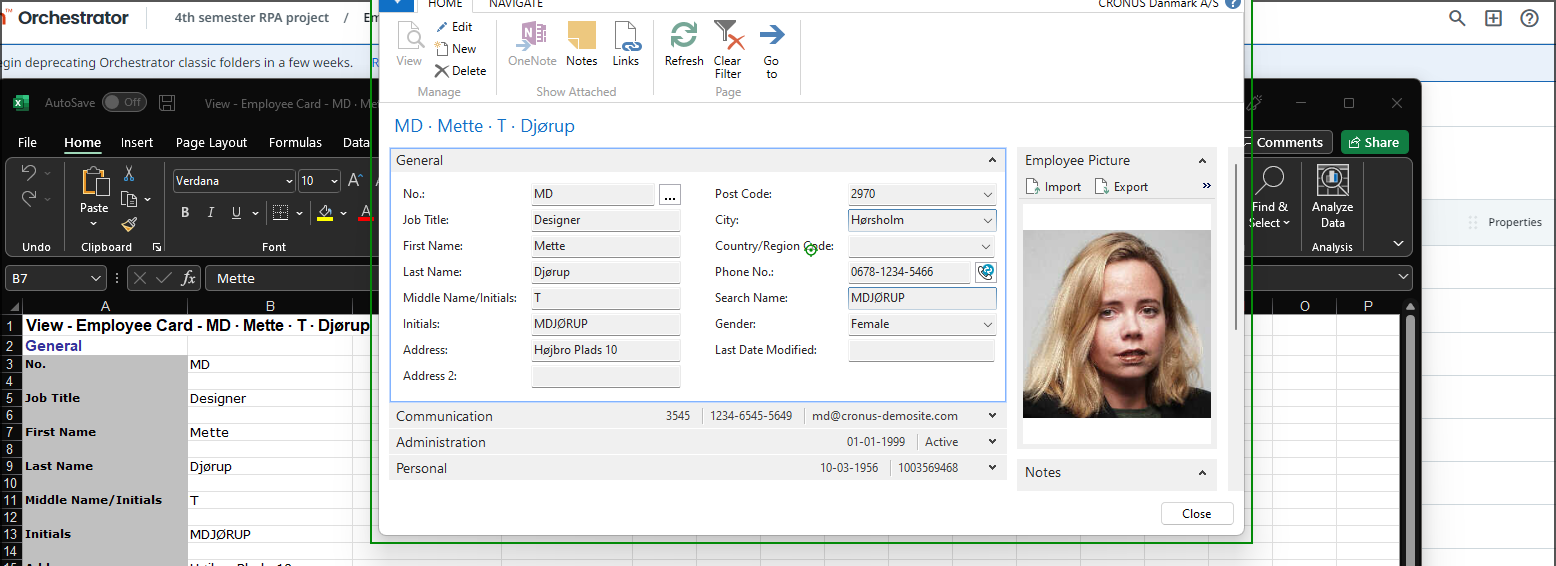 Orchestrator
4th semester RPA project / Em
egin deprecating Orchestrator classic folders in a few weeks.
HOME NAVIGATE CRONUS Danmark A/S
View
Edit
New
Delete
Manage
OneNote Notes Links
Show Attached
Refresh Clear Filter Go to
Page
MD · Mette · T · Djørup
General
No.: MD ...
Job Title: Designer
First Name: Mette
Last Name: Djørup
Middle Name/Initials: T
Initials: MDJØRUP
Address: Højbro Plads 10
Address 2:
Post Code: 2970
City: Hørsholm
Country/Region Code:
Phone No.: 0678-1234-5466
Search Name: MDJØRUP
Gender: Female
Last Date Modified:
Communication 3545 1234-6545-5649 md@cronus-demosite.com
Administration 01-01-1999 Active
Personal 10-03-1956 1003569468
Employee Picture
Import Export »
Notes
Close
AutoSave Off View - Employee Card - MD · Me
File Home Insert Page Layout Formulas Data
Comments Share
Undo
Paste
Clipboard
Verdana 10 A
B I U A
Font
Find & Select
Analyze Data
Analysis
Properties
B7 fx Mette
A B O P
1 View - Employee Card - MD · Mette · T · Djørup
2 General
3 No. MD
4
5 Job Title Designer
6
7 First Name Mette
8
9 Last Name Djørup
10
11 Middle Name/Initials T
12
13 Initials MDJØRUP
14